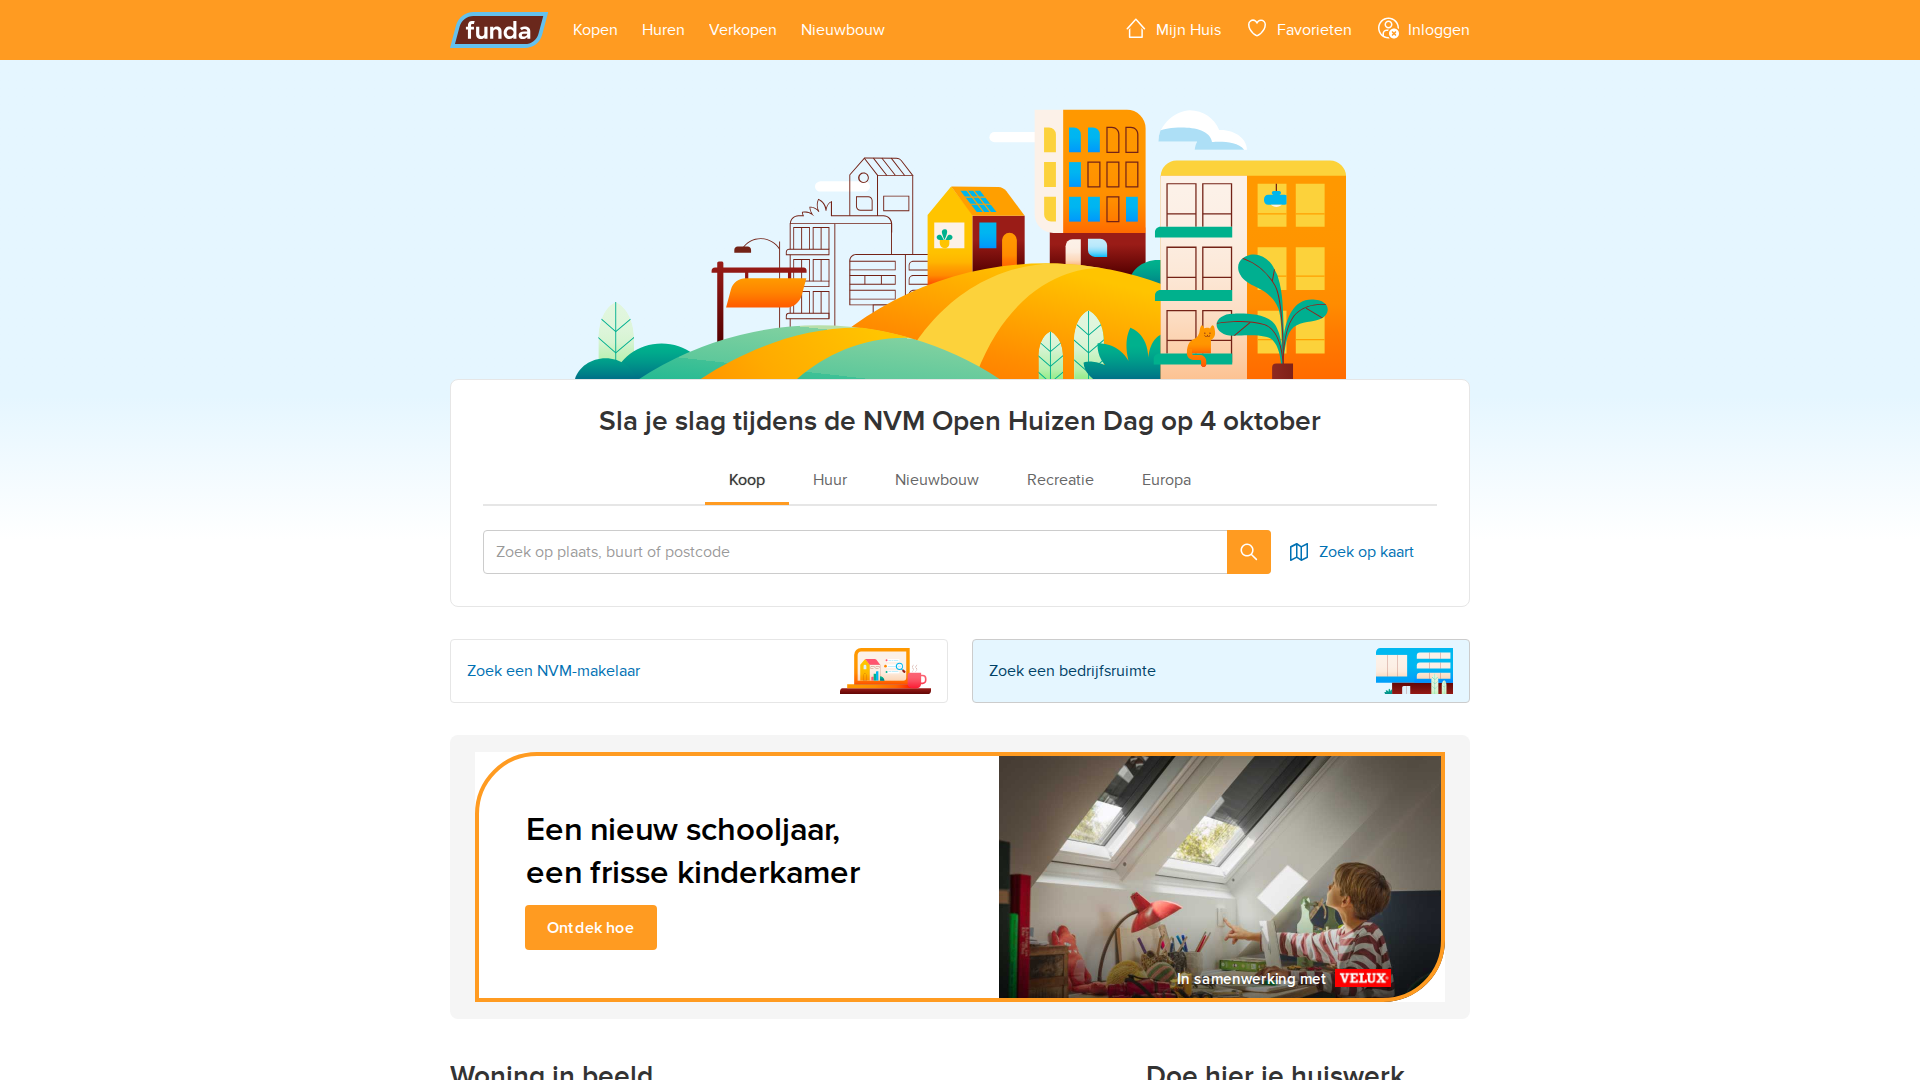 funda
Kopen
Huren
Verkopen
Nieuwbouw
Mijn Huis
Favorieten
Inloggen
Sla je slag tijdens de NVM Open Huizen Dag op 4 oktober
Koop
Huur
Nieuwbouw
Recreatie
Europa
Zoek op plaats, buurt of postcode
Zoek op kaart
Zoek een NVM-makelaar
Zoek een bedrijfsruimte
Een nieuw schooljaar,
een frisse kinderkamer
Ontdek hoe
In samenwerking met VELUX
Woning in beeld
Doe hier je huiswerk